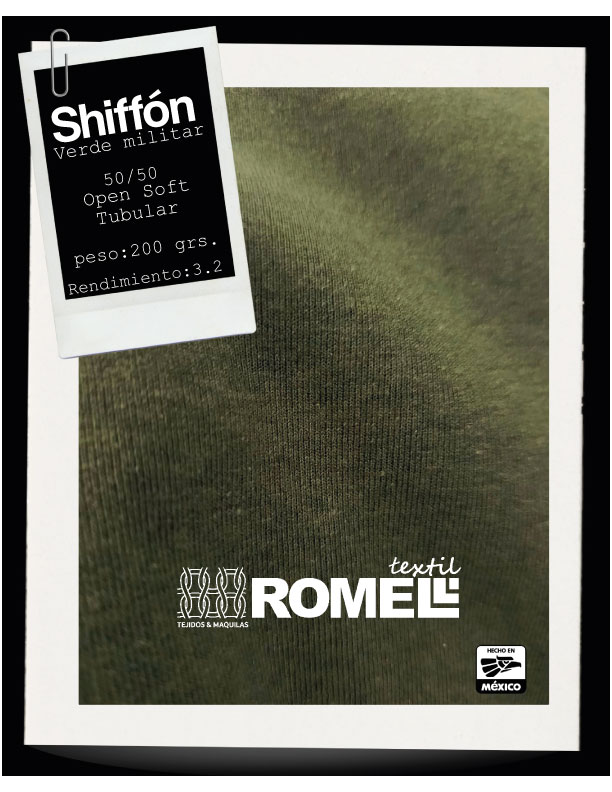 Shiffón
Verde militar
50/50
Open Soft
Tubular
peso:200 grs.
Rendimiento:3.2
textil
ROMELLI
TEJIDOS & MAQUILAS
HECHO EN
MÉXICO